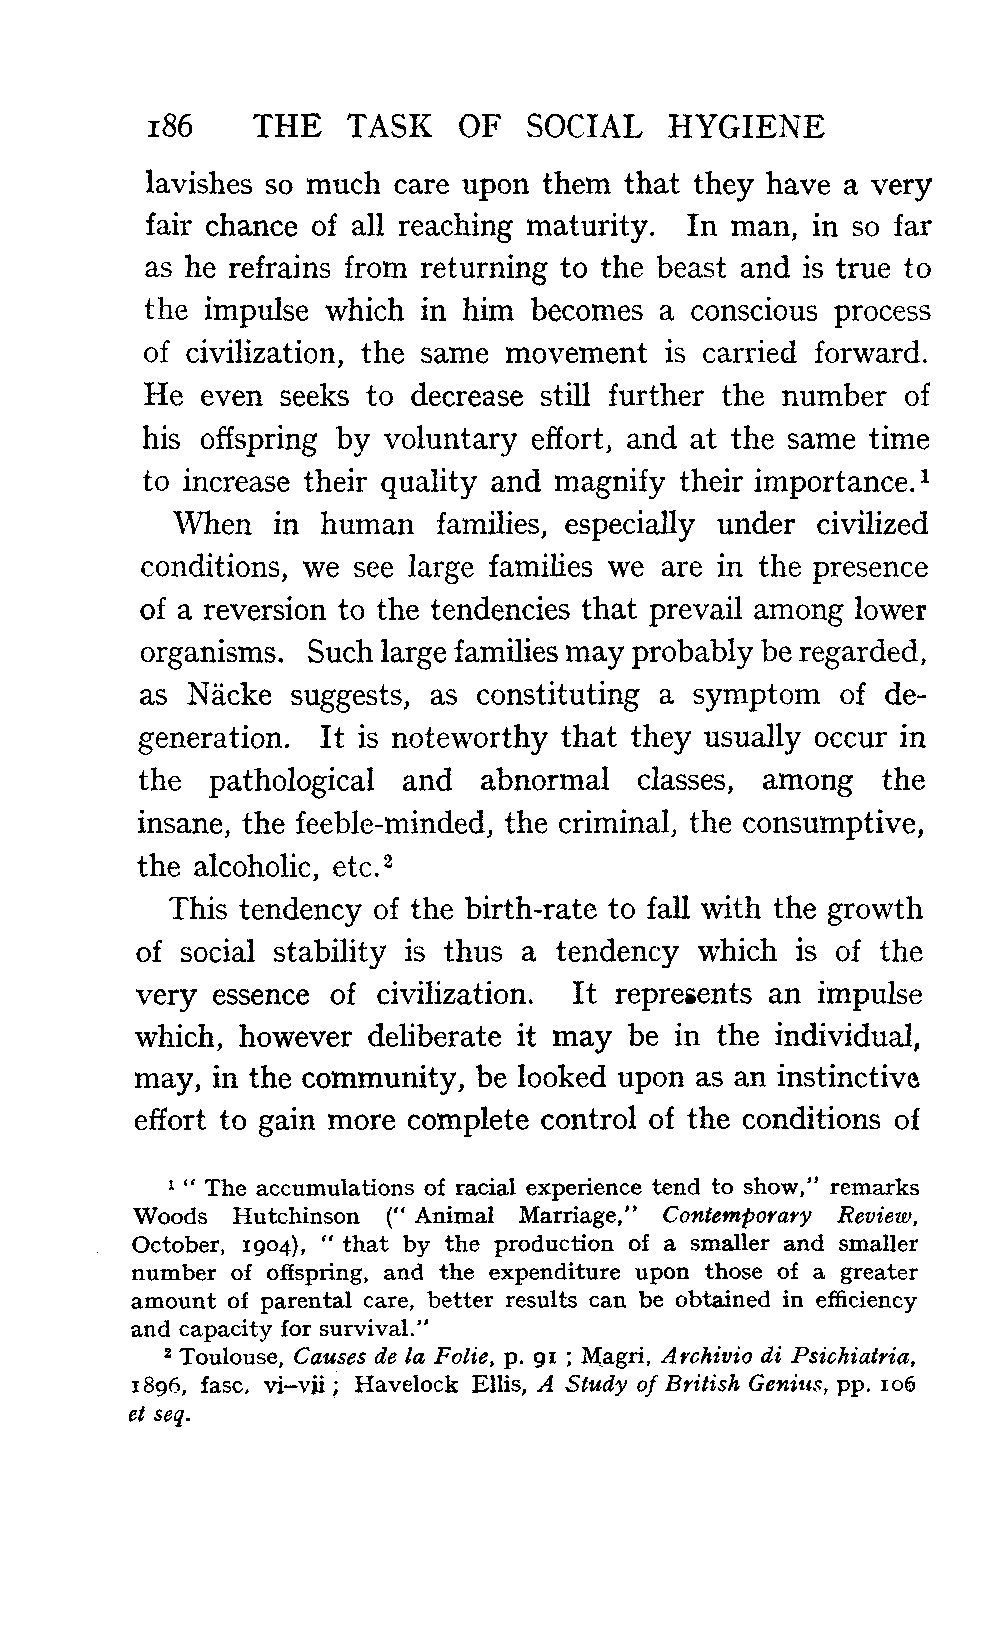 186 THE TASK OF SOCIAL HYGIENE
lavishes so much care upon them that they have a very
fair chance of all reaching maturity. In man, in so far
as he refrains from returning to the beast and is true to
the impulse which in him becomes a conscious process
of civilization, the same movement is carried forward.
He even seeks to decrease still further the number of
his offspring by voluntary effort, and at the same time
to increase their quality and magnify their importance.¹
When in human families, especially under civilized
conditions, we see large families we are in the presence
of a reversion to the tendencies that prevail among lower
organisms. Such large families may probably be regarded,
as Näcke suggests, as constituting a symptom of de-
generation. It is noteworthy that they usually occur in
the pathological and abnormal classes, among the
insane, the feeble-minded, the criminal, the consumptive,
the alcoholic, etc.²
This tendency of the birth-rate to fall with the growth
of social stability is thus a tendency which is of the
very essence of civilization. It represents an impulse
which, however deliberate it may be in the individual,
may, in the community, be looked upon as an instinctive
effort to gain more complete control of the conditions of
¹ “ The accumulations of racial experience tend to show,” remarks
Woods Hutchinson (“ Animal Marriage,” Contemporary Review,
October, 1904), “ that by the production of a smaller and smaller
number of offspring, and the expenditure upon those of a greater
amount of parental care, better results can be obtained in efficiency
and capacity for survival.”
² Toulouse, Causes de la Folie, p. 91 ; Magri, Archivio di Psichiatria,
1896, fasc. vi–vii ; Havelock Ellis, A Study of British Genius, pp. 106
et seq.